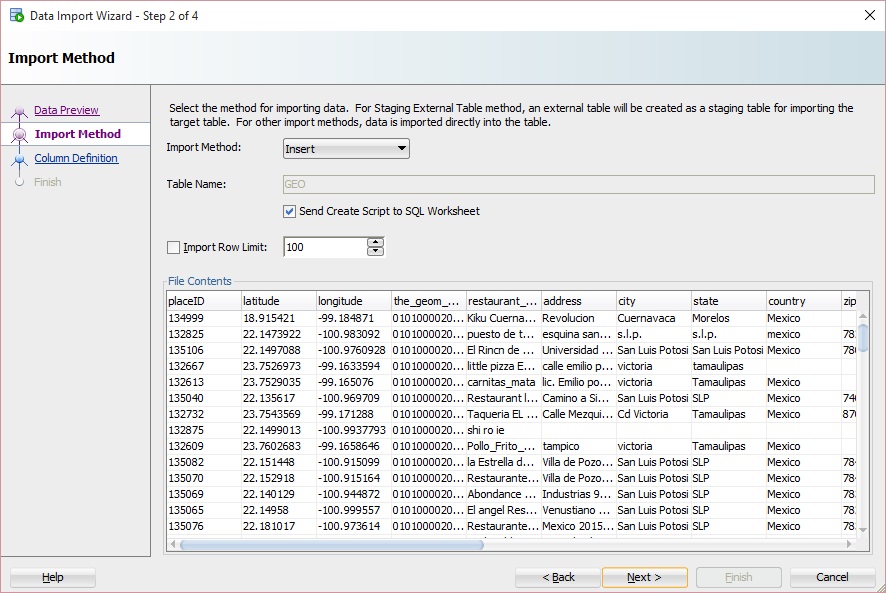 Data Import Wizard - Step 2 of 4
Import Method
Data Preview
Import Method
Column Definition
Finish
Select the method for importing data. For Staging External Table method, an external table will be created as a staging table for importing the
target table. For other import methods, data is imported directly into the table.
Import Method: Insert
Table Name: GEO
Send Create Script to SQL Worksheet
Import Row Limit: 100
File Contents
placeID latitude longitude the_geom_... restaurant_... address city state country zip
134999 18.915421 -99.184871 0101000020... Kiku Cuerna... Revolucion Cuernavaca Morelos Mexico
132825 22.1473922 -100.983092 0101000020... puesto de t... esquina san... s.l.p. s.l.p. mexico 78
135106 22.1497088 -100.9760928 0101000020... El Rincn de ... Universidad ... San Luis Potosi San Luis Potosi Mexico 780
132667 23.7526973 -99.1633594 0101000020... little pizza E... calle emilio p... victoria tamaulipas
132613 23.7529035 -99.165076 0101000020... carnitas_mata lic. Emilio po... victoria Tamaulipas Mexico
135040 22.135617 -100.969709 0101000020... Restaurant l... Camino a Si... San Luis Potosi SLP Mexico 740
132732 23.7543569 -99.171288 0101000020... Taqueria EL ... Calle Mezqui... Cd Victoria Tamaulipas Mexico 870
132875 22.1499013 -100.9937793 0101000020... shi ro ie
132609 23.7602683 -99.1658646 0101000020... Pollo_Frito_... tampico victoria Tamaulipas Mexico
135082 22.151448 -100.915099 0101000020... la Estrella d... Villa de Pozo... San Luis Potosi SLP Mexico 784
135070 22.152918 -100.915164 0101000020... Restaurante... Villa de Pozo... San Luis Potosi SLP Mexico 784
135069 22.140129 -100.944872 0101000020... Abondance ... Industrias 9... San Luis Potosi SLP Mexico 78
135065 22.14958 -100.999557 0101000020... El angel Res... Venustiano ... San Luis Potosi SLP Mexico 78
135076 22.181017 -100.973614 0101000020... Restaurante... Mexico 2015... San Luis Potosi SLP Mexico 78
Help < Back Next > Finish Cancel